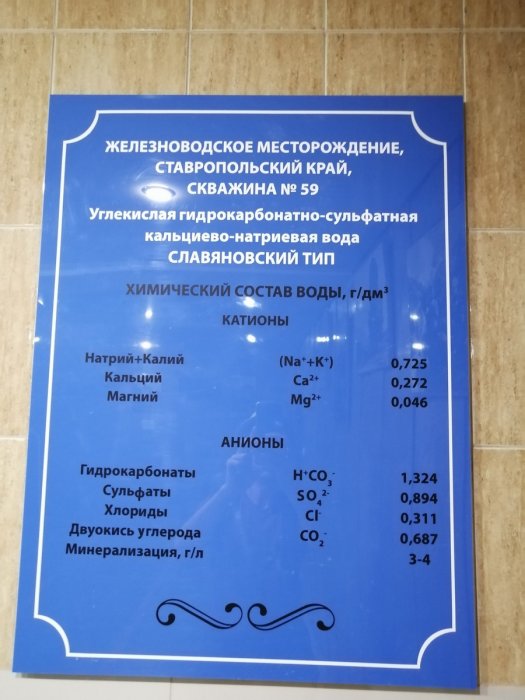 ЖЕЛЕЗНОВОДСКОЕ МЕСТОРОЖДЕНИЕ,
СТАВРОПОЛЬСКИЙ КРАЙ,
СКВАЖИНА № 59
Углекислая гидрокарбонатно-сульфатная
кальциево-натриевая вода
СЛАВЯНОВСКИЙ ТИП
ХИМИЧЕСКИЙ СОСТАВ ВОДЫ, г/дм³
КАТИОНЫ
Натрий+Калий (Na⁺+K⁺) 0,725
Кальций Ca²⁺ 0,272
Магний Mg²⁺ 0,046
АНИОНЫ
Гидрокарбонаты H⁺CO₃⁻ 1,324
Сульфаты SO₄²⁻ 0,894
Хлориды Cl⁻ 0,311
Двуокись углерода CO₂⁻ 0,687
Минерализация, г/л 3-4